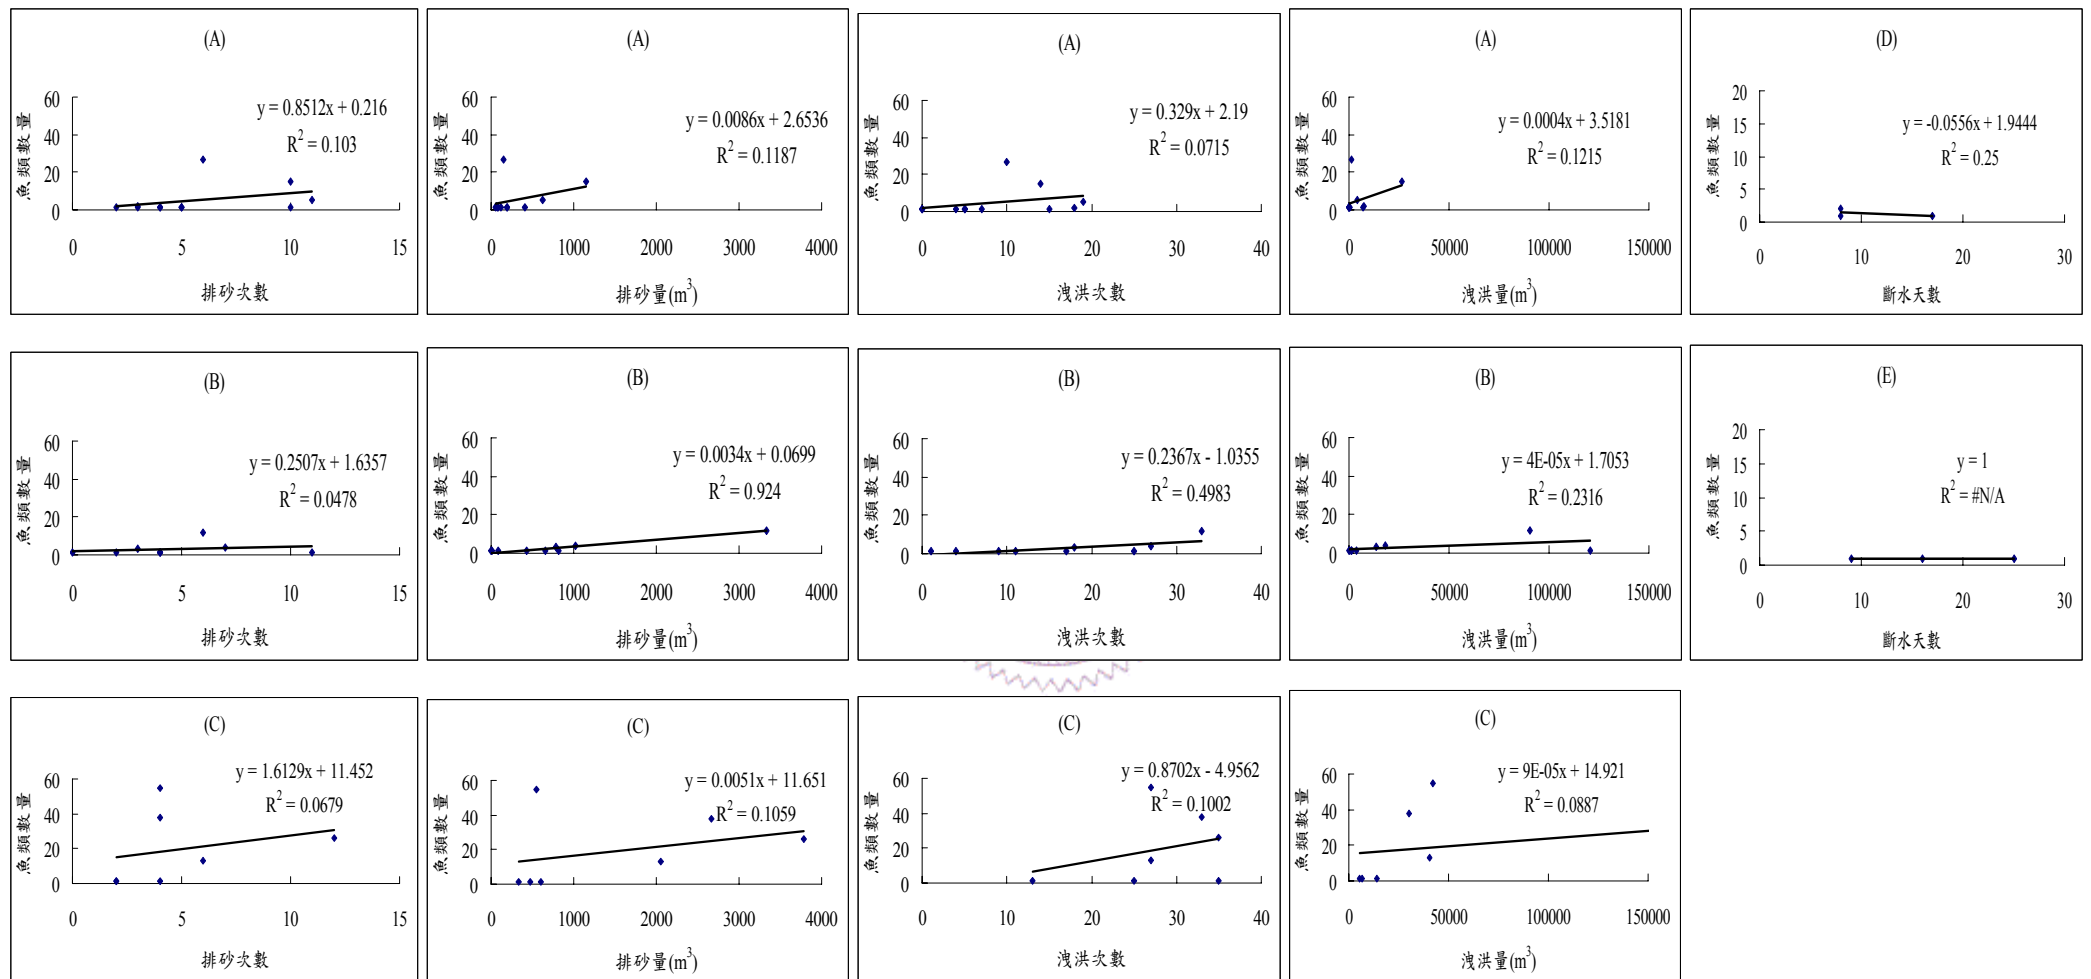 (A)
y = 0.8512x + 0.216
R² = 0.103
魚類數量
60
40
20
0
0 5 10 15
排砂次數
(A)
y = 0.0086x + 2.6536
R² = 0.1187
魚類數量
60
40
20
0
0 1000 2000 3000 4000
排砂量(m³)
(A)
y = 0.329x + 2.19
R² = 0.0715
魚類數量
60
40
20
0
0 10 20 30 40
洩洪次數
(A)
y = 0.0004x + 3.5181
R² = 0.1215
魚類數量
60
40
20
0
0 50000 100000 150000
洩洪量(m³)
(D)
y = -0.0556x + 1.9444
R² = 0.25
魚類數量
20
15
10
5
0
0 10 20 30
斷水天數
(B)
y = 0.2507x + 1.6357
R² = 0.0478
魚類數量
60
40
20
0
0 5 10 15
排砂次數
(B)
y = 0.0034x + 0.0699
R² = 0.924
魚類數量
60
40
20
0
0 1000 2000 3000 4000
排砂量(m³)
(B)
y = 0.2367x - 1.0355
R² = 0.4983
魚類數量
60
40
20
0
0 10 20 30 40
洩洪次數
(B)
y = 4E-05x + 1.7053
R² = 0.2316
魚類數量
60
40
20
0
0 50000 100000 150000
洩洪量(m³)
(E)
y = 1
R² = #N/A
魚類數量
20
15
10
5
0
0 10 20 30
斷水天數
(C)
y = 1.6129x + 11.452
R² = 0.0679
魚類數量
60
40
20
0
0 5 10 15
排砂次數
(C)
y = 0.0051x + 11.651
R² = 0.1059
魚類數量
60
40
20
0
0 1000 2000 3000 4000
排砂量(m³)
(C)
y = 0.8702x - 4.9562
R² = 0.1002
魚類數量
60
40
20
0
0 10 20 30 40
洩洪次數
(C)
y = 9E-05x + 14.921
R² = 0.0887
魚類數量
60
40
20
0
0 50000 100000 150000
洩洪量(m³)